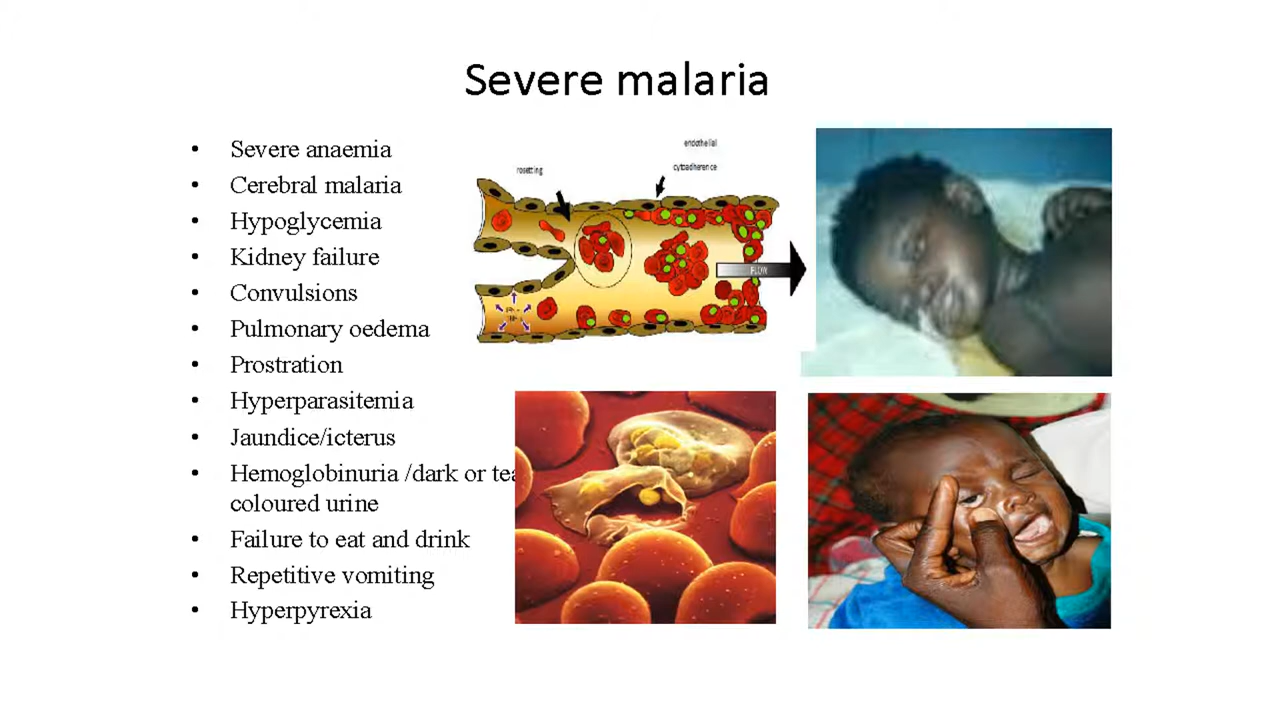 Severe malaria
• Severe anaemia
• Cerebral malaria
• Hypoglycemia
• Kidney failure
• Convulsions
• Pulmonary oedema
• Prostration
• Hyperparasitemia
• Jaundice/icterus
• Hemoglobinuria /dark or tea
coloured urine
• Failure to eat and drink
• Repetitive vomiting
• Hyperpyrexia
endothelial
cytoadherence
rosetting
FLOW